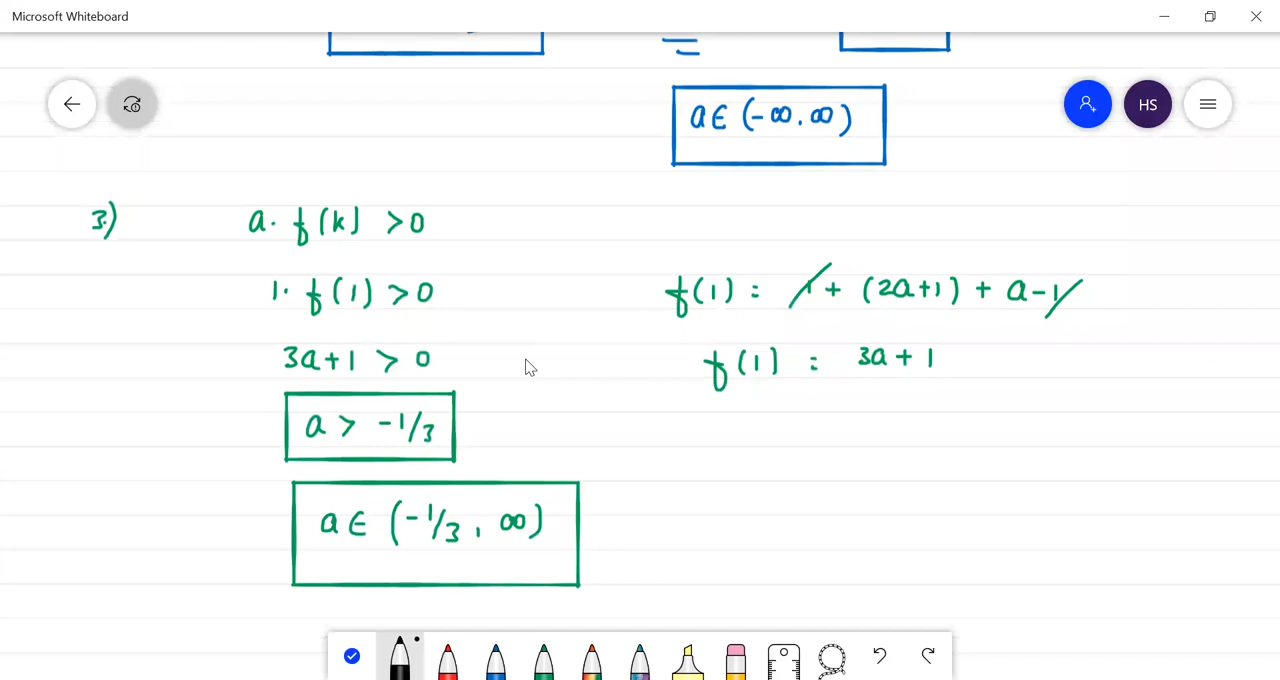 Microsoft Whiteboard
a ∈ (-∞, ∞)
HS
3.) a. f(k) > 0
1. f(1) > 0 f(1) = 1 + (2a+1) + a - 1
3a + 1 > 0 f(1) = 3a + 1
a > -1/3
a ∈ (-1/3, ∞)